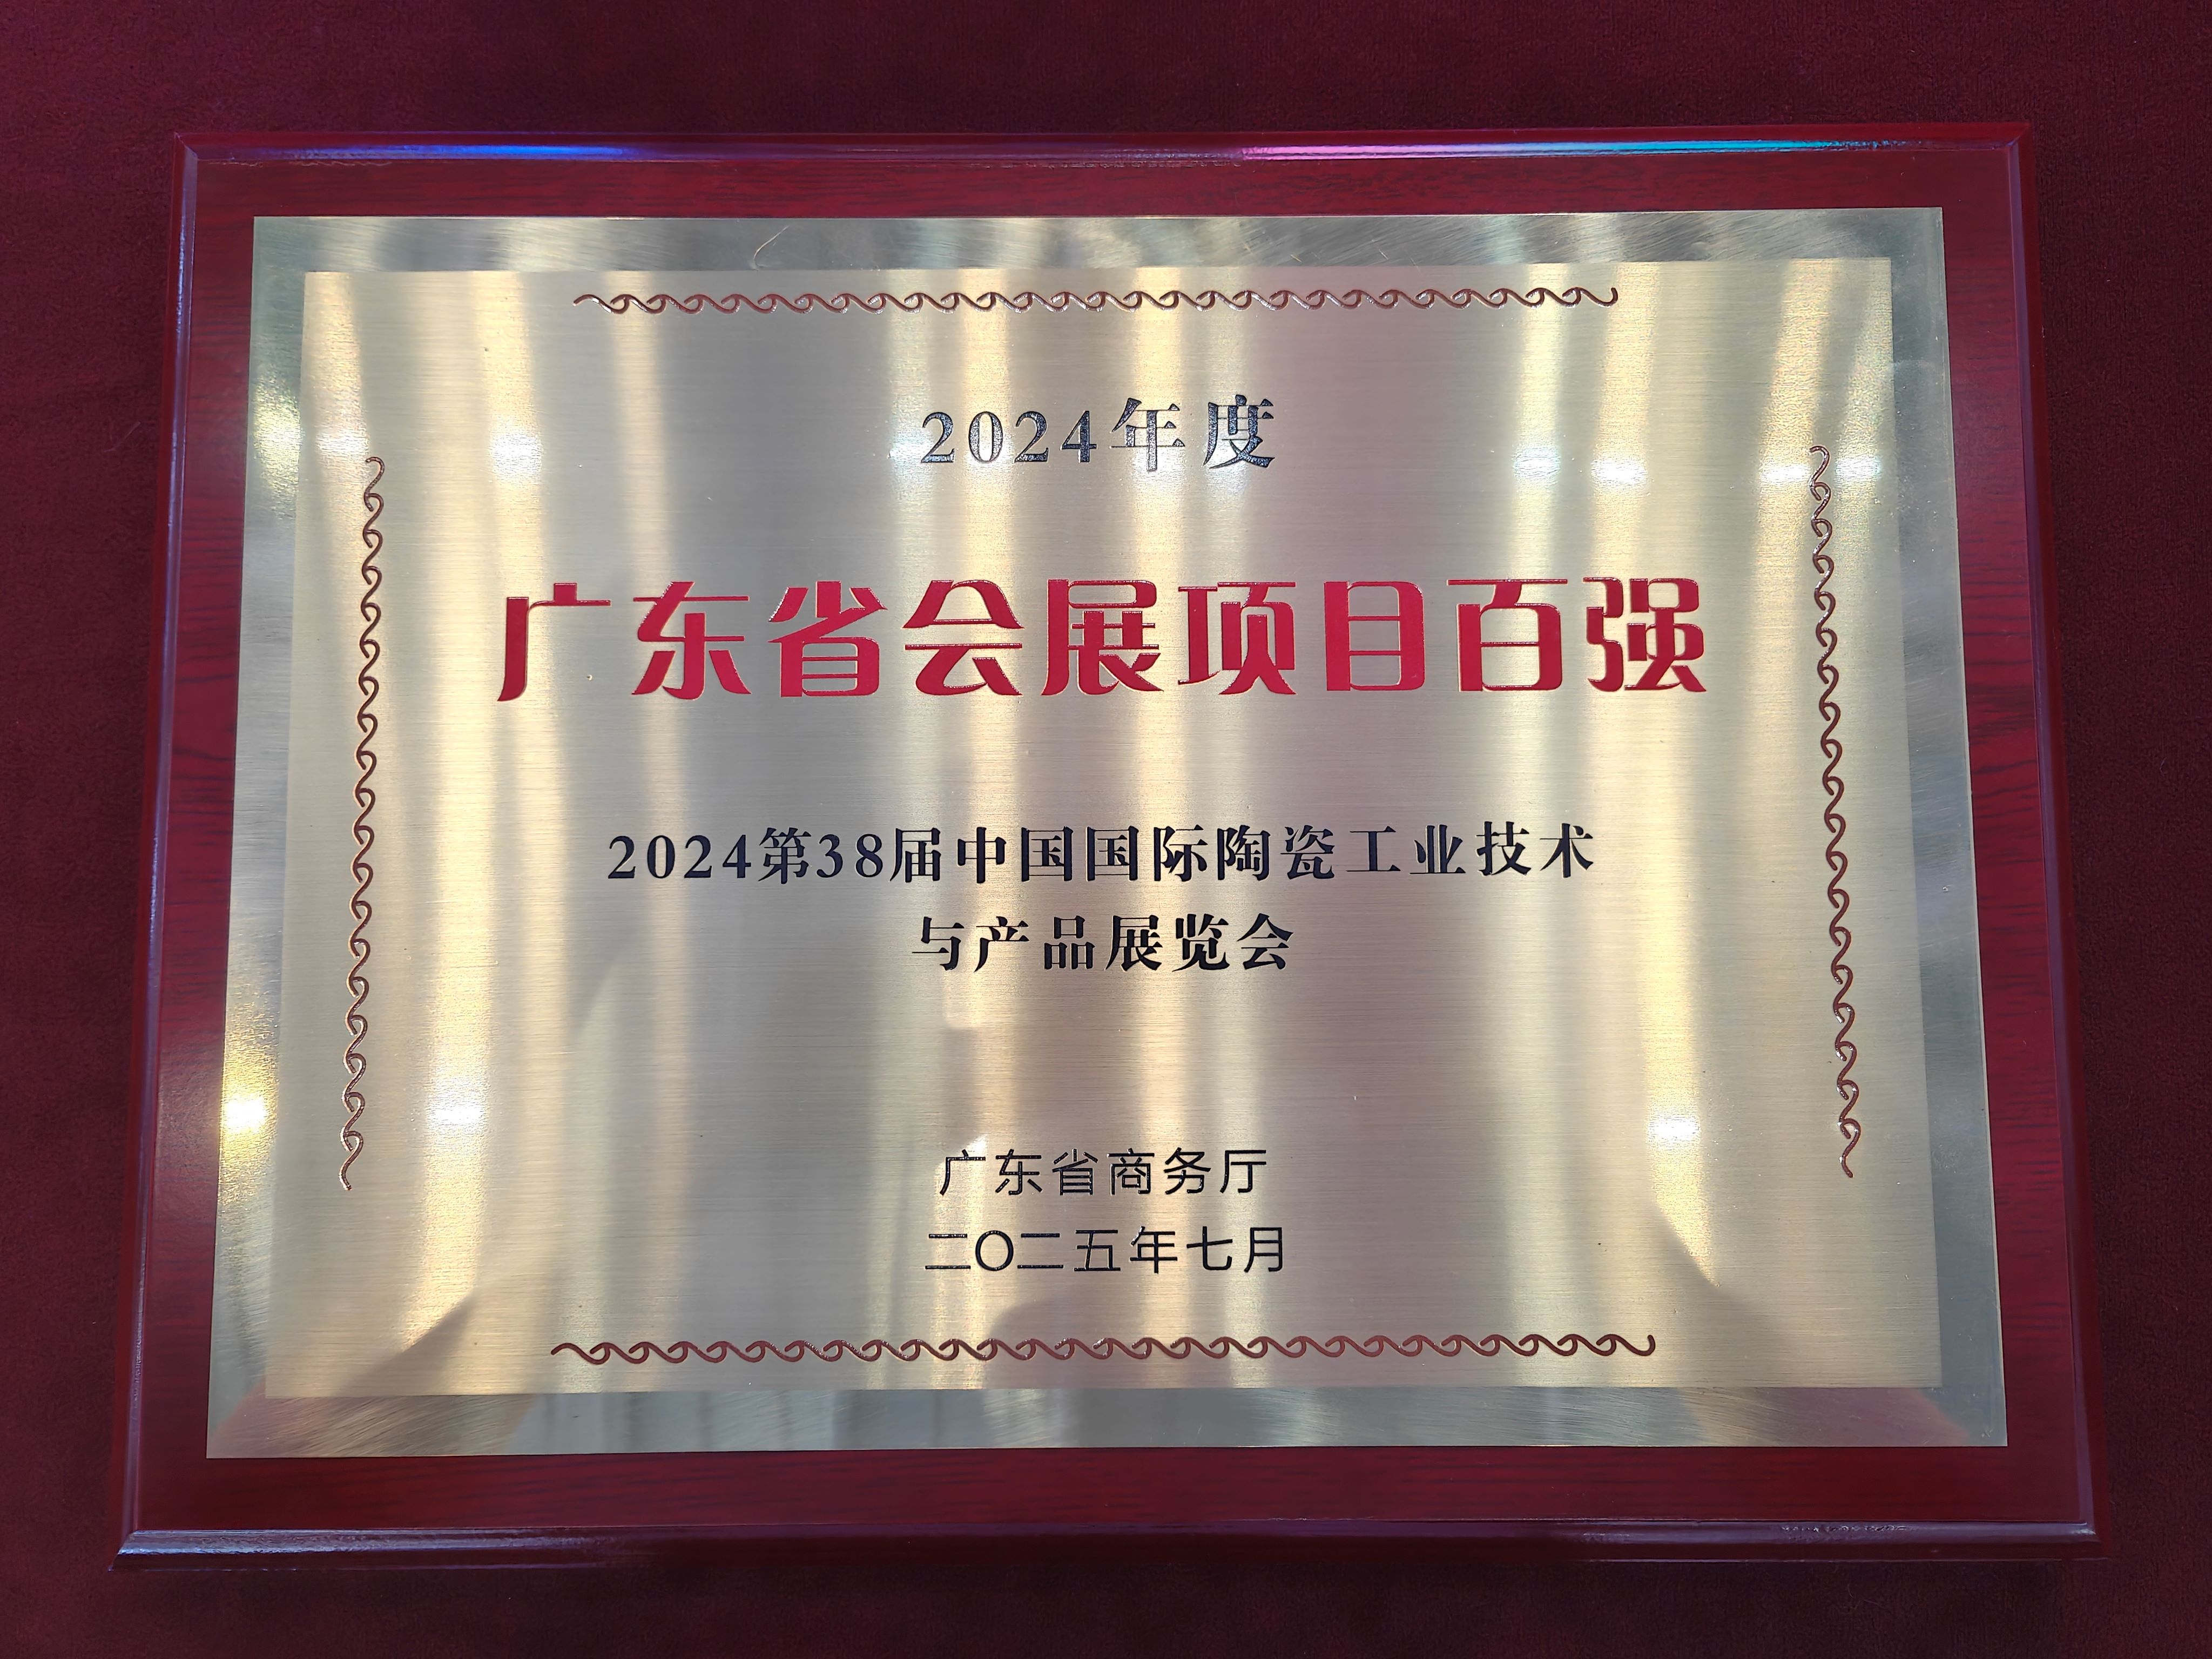 2024年度
广东省会展项目百强
2024第38届中国国际陶瓷工业技术
与产品展览会
广东省商务厅
二〇二五年七月